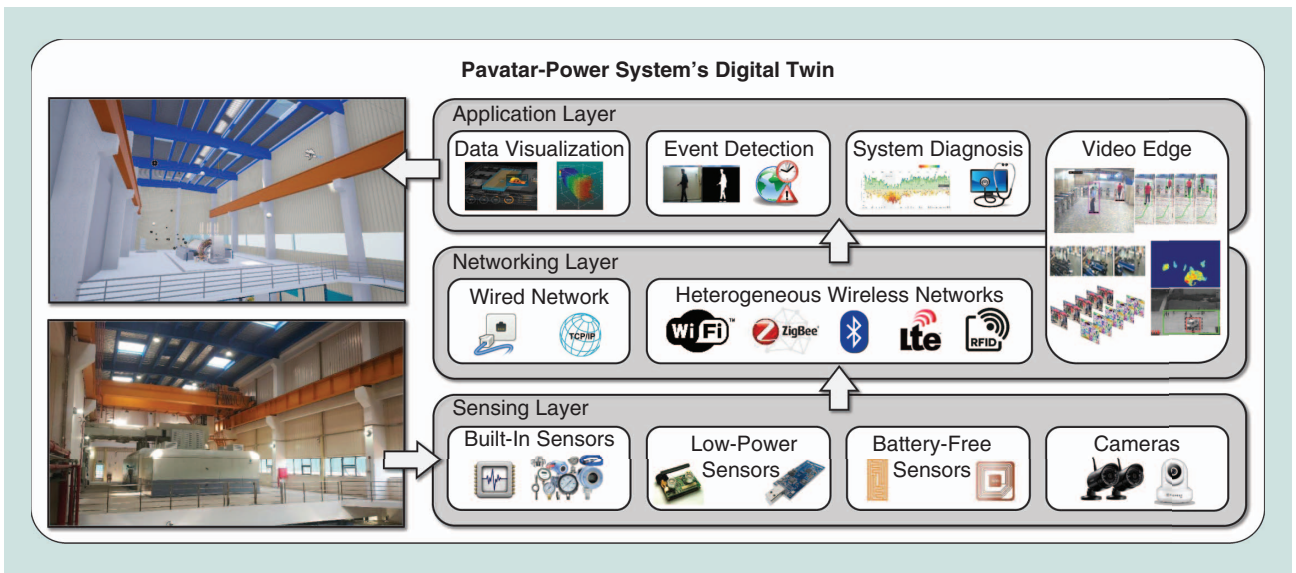 Pavatar-Power System's Digital Twin
Application Layer
Data Visualization
Event Detection
System Diagnosis
Video Edge
Networking Layer
Wired Network
TCP/IP
Heterogeneous Wireless Networks
WiFi™
ZigBee®
Lte
RFID
Sensing Layer
Built-In Sensors
Low-Power
Sensors
Battery-Free
Sensors
Cameras